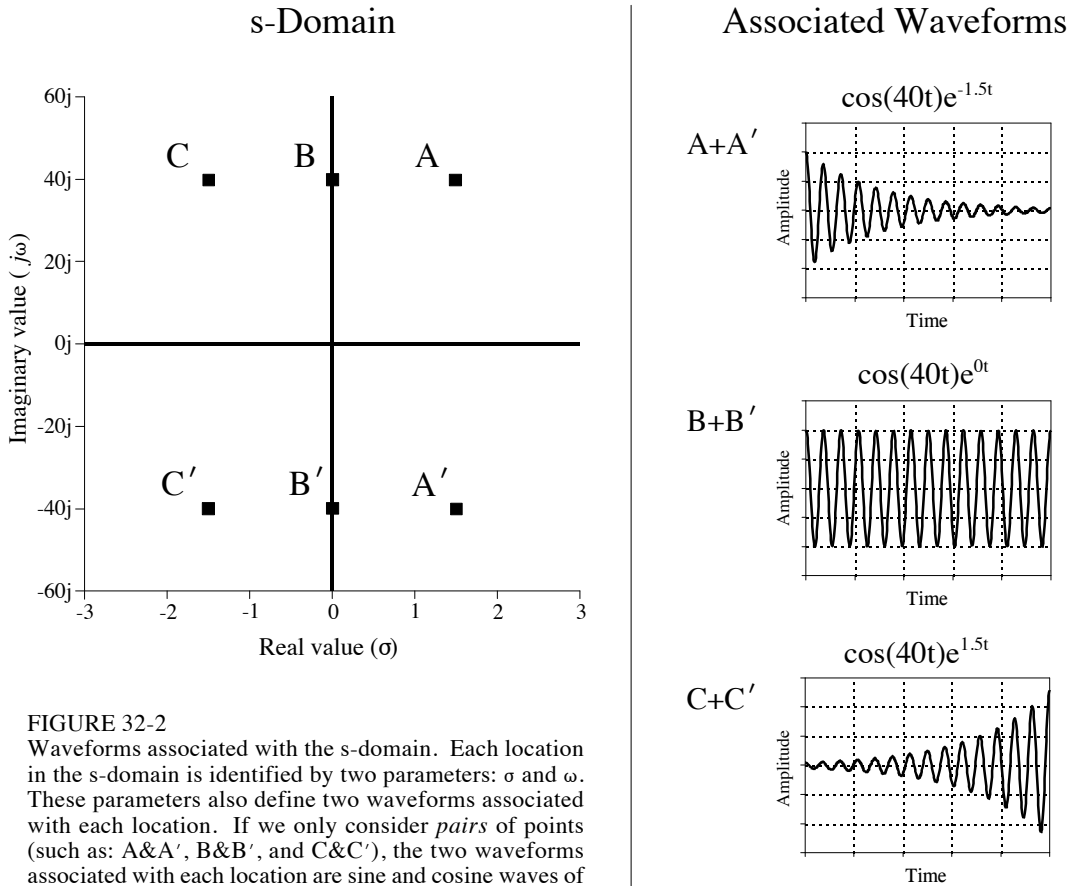 s-Domain
60j
40j
20j
0j
-20j
-40j
-60j
-3
-2
-1
0
1
2
3
Imaginary value ( jω)
Real value (σ)
C
B
A
C′
B′
A′
FIGURE 32-2
Waveforms associated with the s-domain. Each location
in the s-domain is identified by two parameters: σ and ω.
These parameters also define two waveforms associated
with each location. If we only consider pairs of points
(such as: A&A′, B&B′, and C&C′), the two waveforms
associated with each location are sine and cosine waves of
Associated Waveforms
cos(40t)e^-1.5t
A+A′
Amplitude
Time
cos(40t)e^0t
B+B′
Amplitude
Time
cos(40t)e^1.5t
C+C′
Amplitude
Time